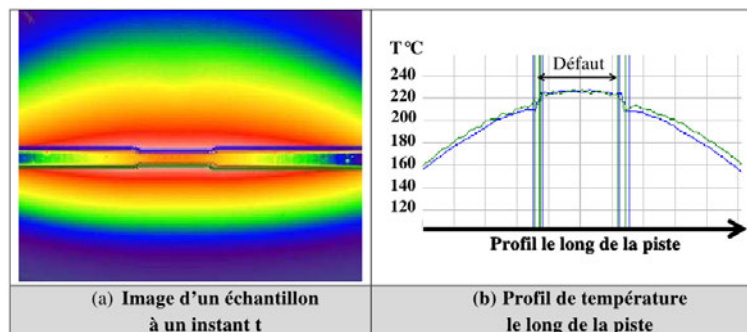 T°C
Défaut
240
220
200
180
160
140
120
Profil le long de la piste
(a) Image d'un échantillon
à un instant t
(b) Profil de température
le long de la piste